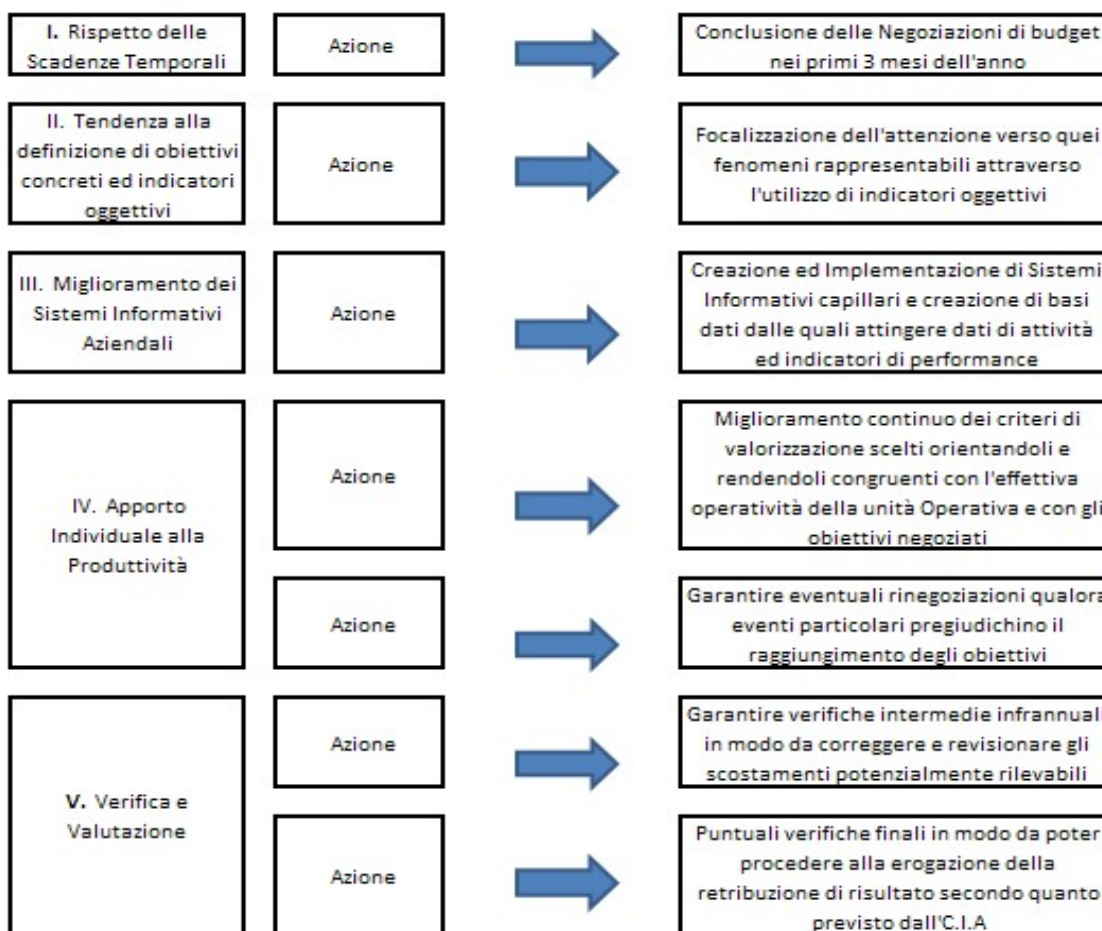 I. Rispetto delle
Scadenze Temporali
Azione
Conclusione delle Negoziazioni di budget
nei primi 3 mesi dell'anno
II. Tendenza alla
definizione di obiettivi
concreti ed indicatori
oggettivi
Azione
Focalizzazione dell'attenzione verso quei
fenomeni rappresentabili attraverso
l'utilizzo di indicatori oggettivi
III. Miglioramento dei
Sistemi Informativi
Aziendali
Azione
Creazione ed Implementazione di Sistemi
Informativi capillari e creazione di basi
dati dalle quali attingere dati di attività
ed indicatori di performance
IV. Apporto
Individuale alla
Produttività
Azione
Miglioramento continuo dei criteri di
valorizzazione scelti orientandoli e
rendendoli congruenti con l'effettiva
operatività della unità Operativa e con gli
obiettivi negoziati
Azione
Garantire eventuali rinegoziazioni qualora
eventi particolari pregiudichino il
raggiungimento degli obiettivi
V. Verifica e
Valutazione
Azione
Garantire verifiche intermedie infrannuali
in modo da correggere e revisionare gli
scostamenti potenzialmente rilevabili
Azione
Puntuali verifiche finali in modo da poter
procedere alla erogazione della
retribuzione di risultato secondo quanto
previsto dall'C.I.A